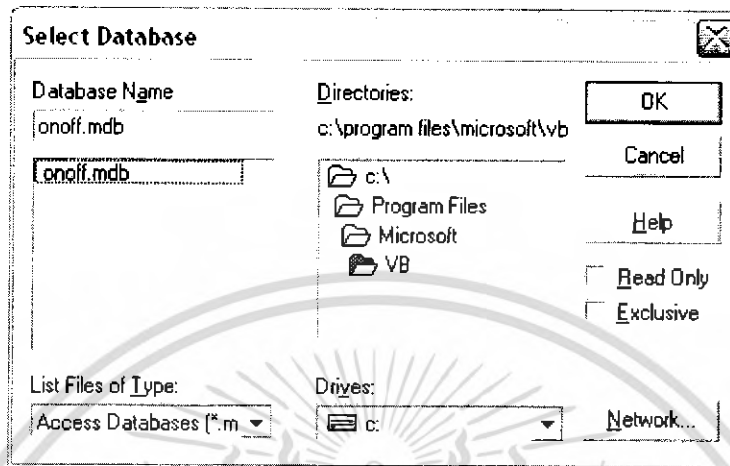 Select Database
Database Name
onoff.mdb
onoff.mdb
Directories:
c:\program files\microsoft\vb
c:\
Program Files
Microsoft
VB
OK
Cancel
Help
Read Only
Exclusive
List Files of Type:
Access Databases (*.m
Drives:
c:
Network...